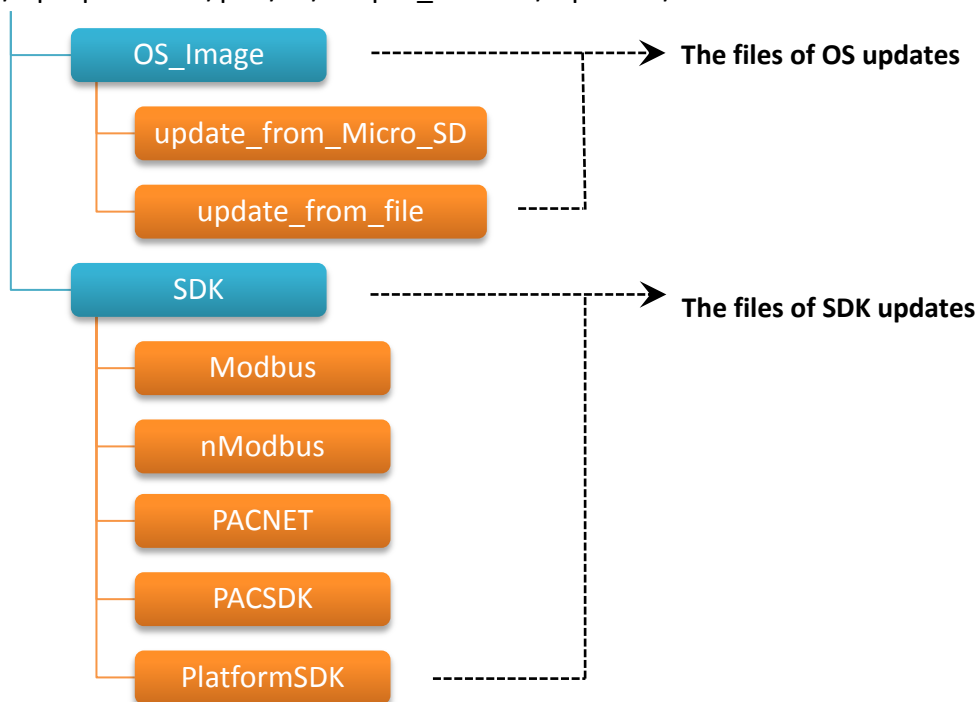 OS_Image
The files of OS updates
update_from_Micro_SD
update_from_file
SDK
The files of SDK updates
Modbus
nModbus
PACNET
PACSDK
PlatformSDK